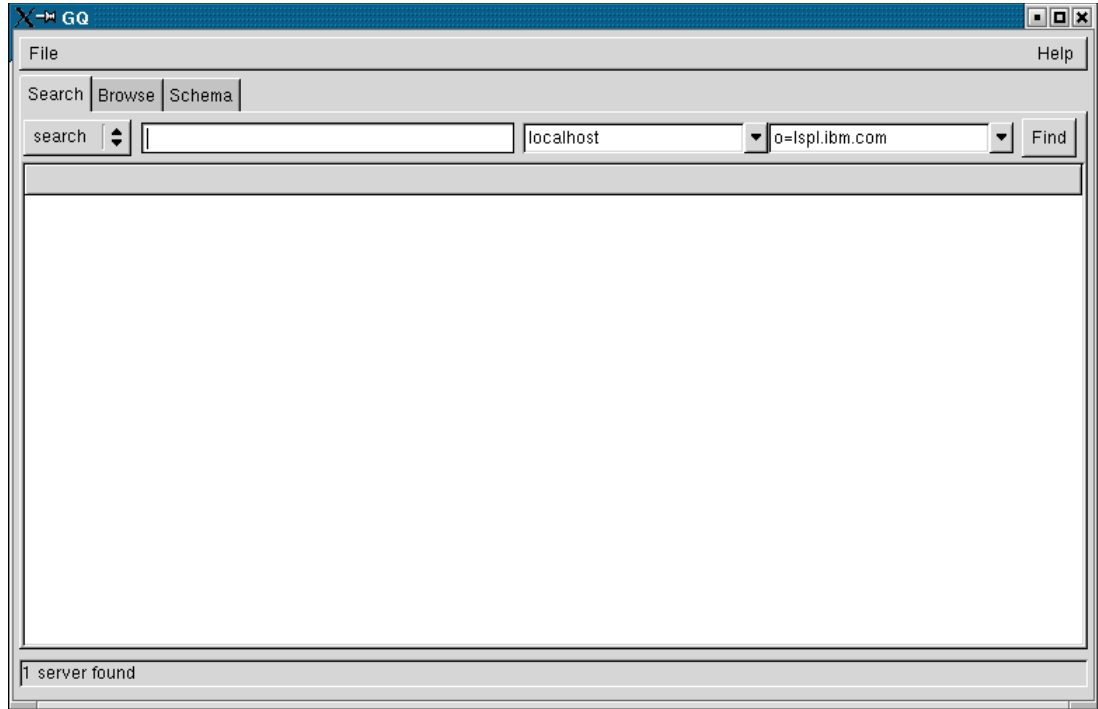 GQ
File Help
Search Browse Schema
search localhost o=lspl.ibm.com Find
1 server found